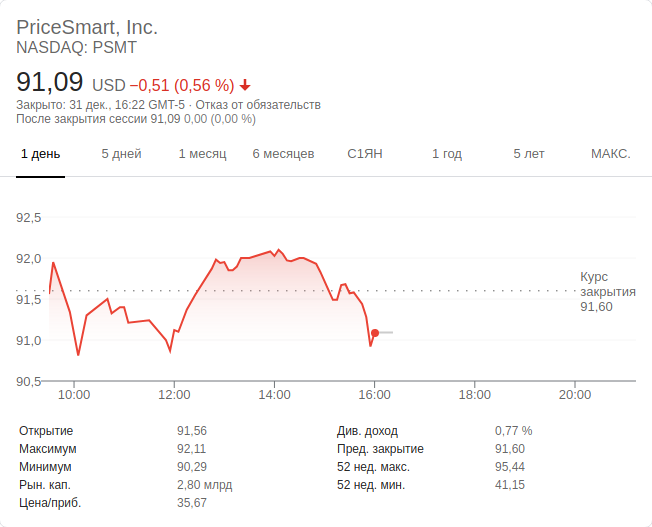 PriceSmart, Inc.
NASDAQ: PSMT
91,09 USD −0,51 (0,56 %)
Закрыто: 31 дек., 16:22 GMT-5 · Отказ от обязательств
После закрытия сессии 91,09 0,00 (0,00 %)
1 день 5 дней 1 месяц 6 месяцев С1ЯН 1 год 5 лет МАКС.
92,5
92,0
Курс
закрытия
91,60
91,5
91,0
90,5
10:00 12:00 14:00 16:00 18:00 20:00
Открытие 91,56 Див. доход 0,77 %
Максимум 92,11 Пред. закрытие 91,60
Минимум 90,29 52 нед. макс. 95,44
Рын. кап. 2,80 млрд 52 нед. мин. 41,15
Цена/приб. 35,67